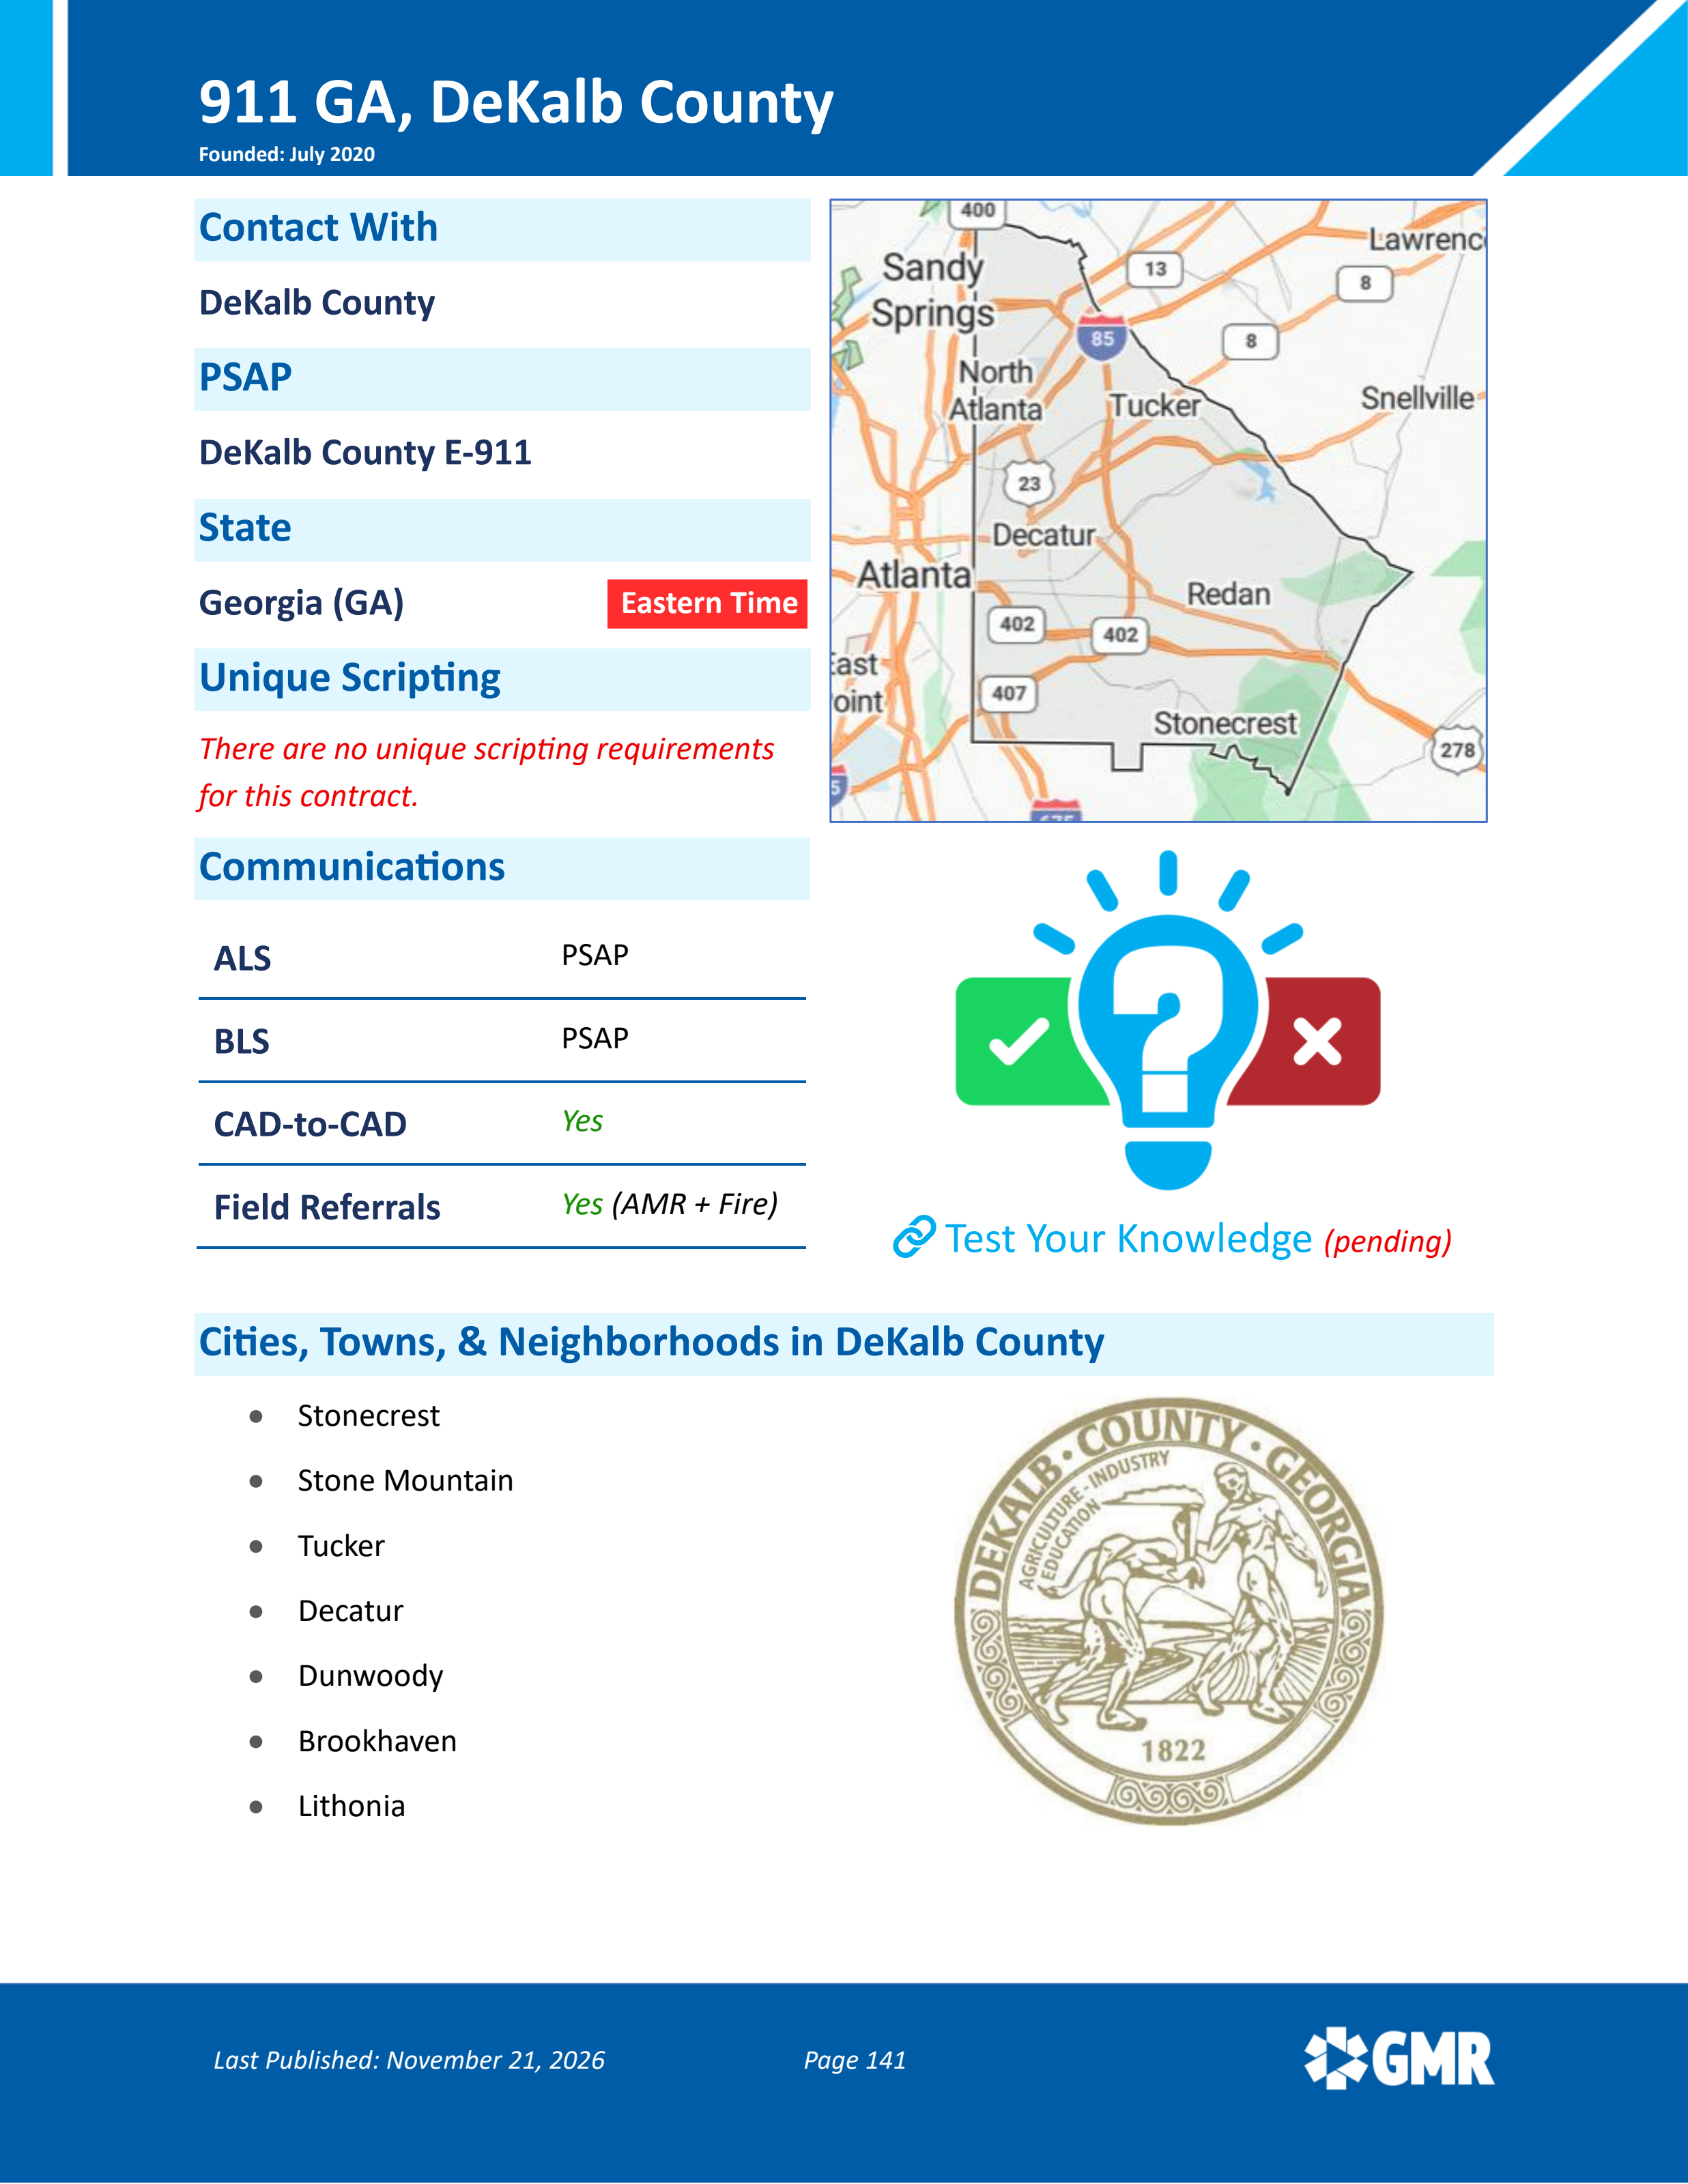 911 GA, DeKalb County
Founded: July 2020
Contact With
DeKalb County
PSAP
DeKalb County E-911
State
Georgia (GA)
Eastern Time
Unique Scripting
There are no unique scripting requirements
for this contract.
Communications
ALS
PSAP
BLS
PSAP
CAD-to-CAD
Yes
Field Referrals
Yes (AMR + Fire)
400
Lawrenc
Sandy
Springs
13
8
85
8
North
Atlanta
Tucker
Snellville
23
Decatur
Atlanta
Redan
402
402
East
oint
407
Stonecrest
278
5
675
Test Your Knowledge (pending)
Cities, Towns, & Neighborhoods in DeKalb County
Stonecrest
Stone Mountain
Tucker
Decatur
Dunwoody
Brookhaven
Lithonia
DEKALB · COUNTY · GEORGIA
AGRICULTURE - INDUSTRY
EDUCATION
1822
Last Published: November 21, 2026
Page 141
GMR